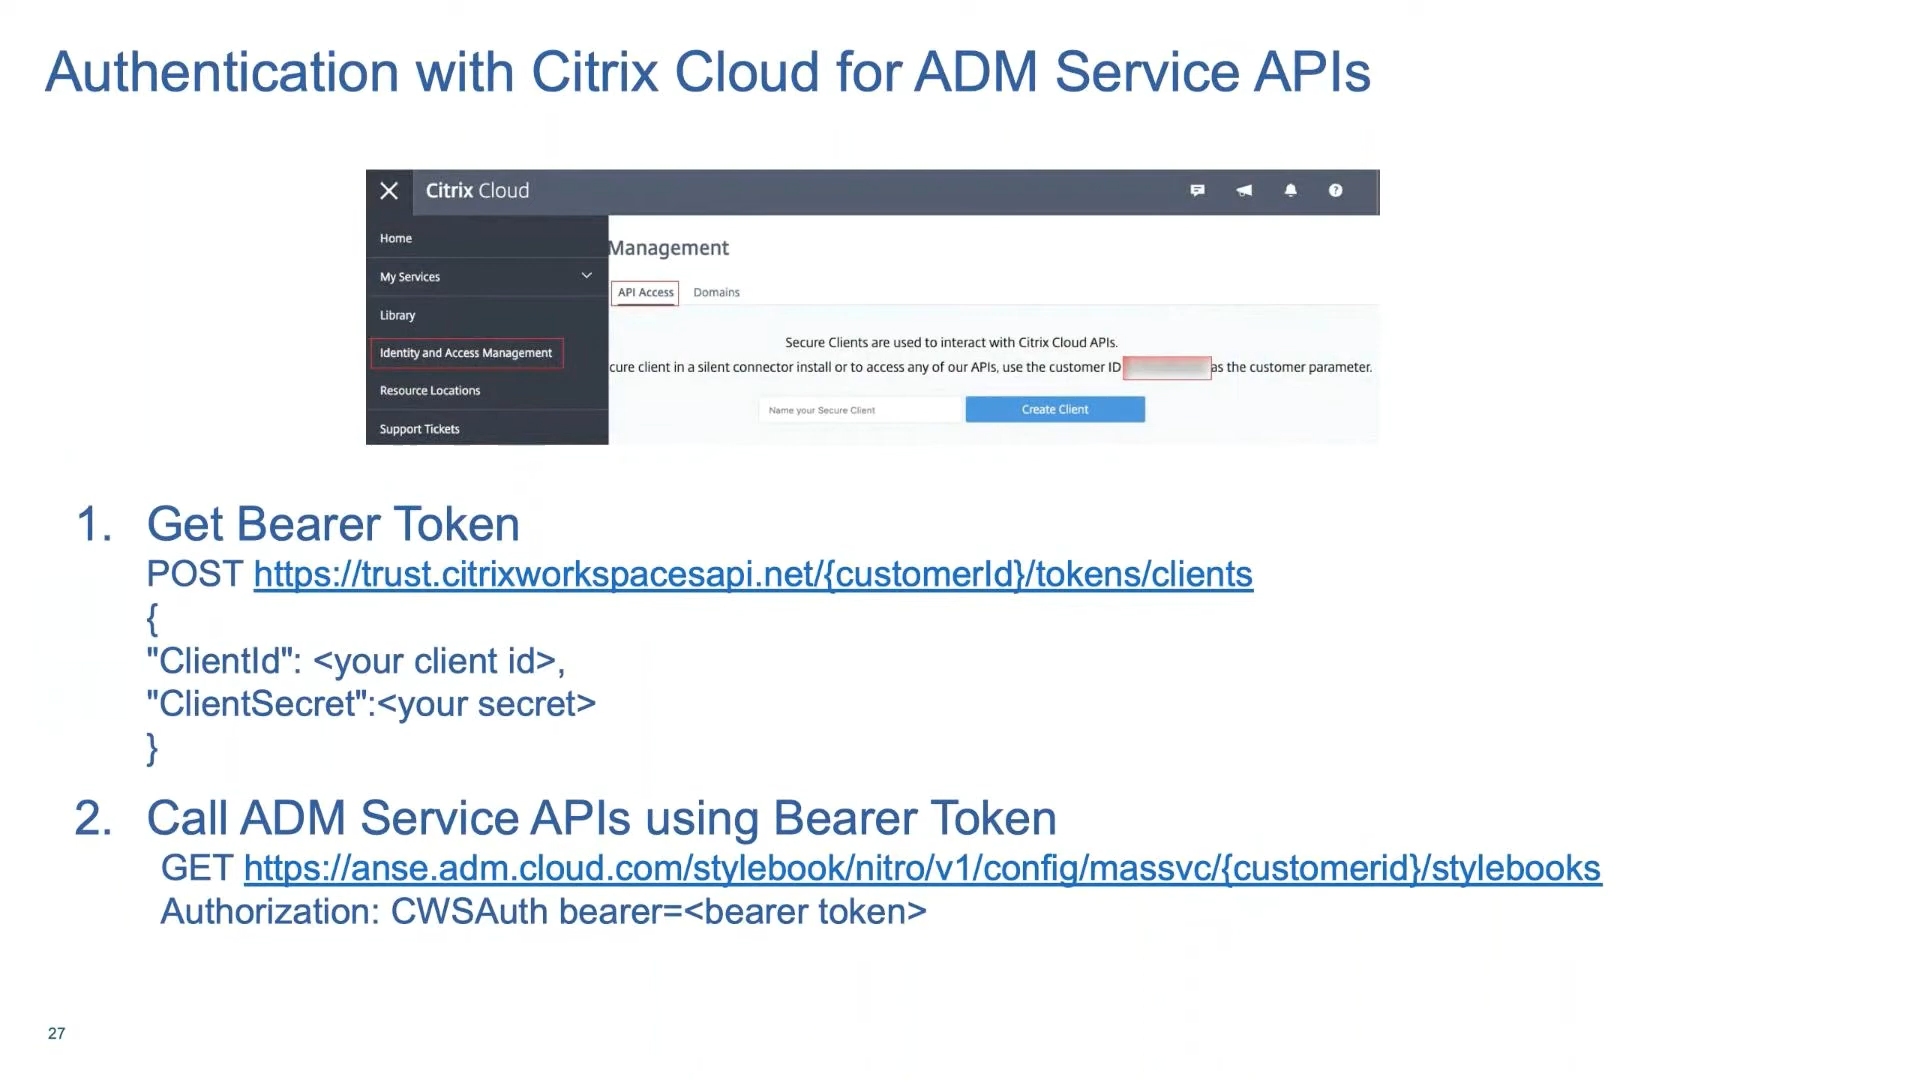 Authentication with Citrix Cloud for ADM Service APIs
Citrix Cloud
Home
My Services
Library
Identity and Access Management
Resource Locations
Support Tickets
Management
API Access Domains
Secure Clients are used to interact with Citrix Cloud APIs.
cure client in a silent connector install or to access any of our APIs, use the customer ID as the customer parameter.
Name your Secure Client Create Client
1. Get Bearer Token
POST https://trust.citrixworkspacesapi.net/{customerId}/tokens/clients
{
"ClientId": <your client id>,
"ClientSecret":<your secret>
}
2. Call ADM Service APIs using Bearer Token
GET https://anse.adm.cloud.com/stylebook/nitro/v1/config/massvc/{customerid}/stylebooks
Authorization: CWSAuth bearer=<bearer token>
27